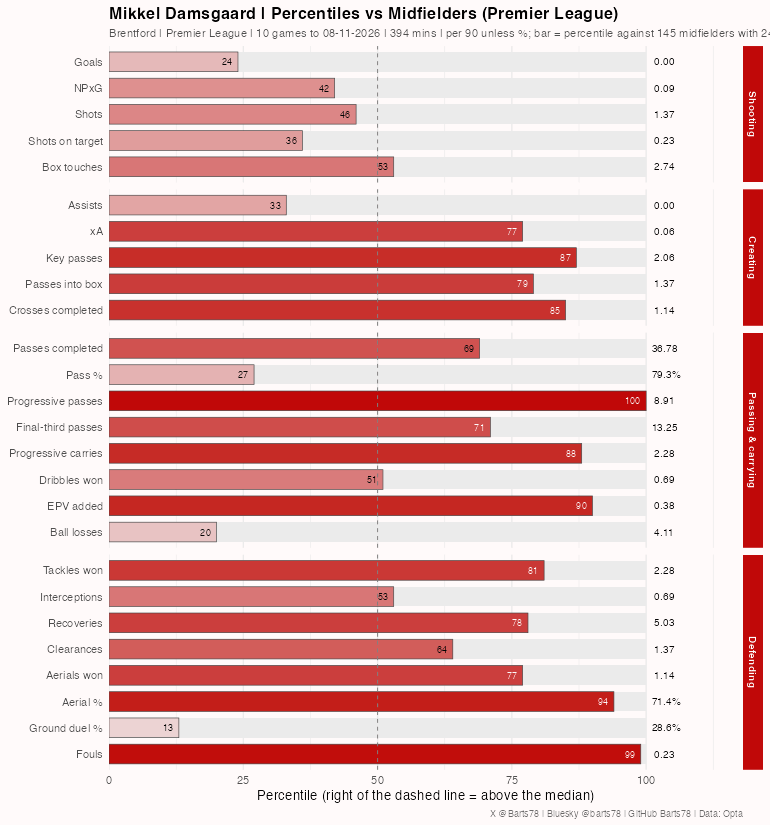 Mikkel Damsgaard | Percentiles vs Midfielders (Premier League)
Brentford | Premier League | 10 games to 08-11-2026 | 394 mins | per 90 unless %; bar = percentile against 145 midfielders with 24
Goals 24 0.00
NPxG 42 0.09
Shots 46 1.37
Shots on target 36 0.23
Box touches 53 2.74
Shooting
Assists 33 0.00
xA 77 0.06
Key passes 87 2.06
Passes into box 79 1.37
Crosses completed 85 1.14
Creating
Passes completed 69 36.78
Pass % 27 79.3%
Progressive passes 100 8.91
Final-third passes 71 13.25
Progressive carries 88 2.28
Dribbles won 51 0.69
EPV added 90 0.38
Ball losses 20 4.11
Passing & carrying
Tackles won 81 2.28
Interceptions 53 0.69
Recoveries 78 5.03
Clearances 64 1.37
Aerials won 77 1.14
Aerial % 94 71.4%
Ground duel % 13 28.6%
Fouls 99 0.23
Defending
0 25 50 75 100
Percentile (right of the dashed line = above the median)
X @Barts78 | Bluesky @barts78 | GitHub Barts78 | Data: Opta